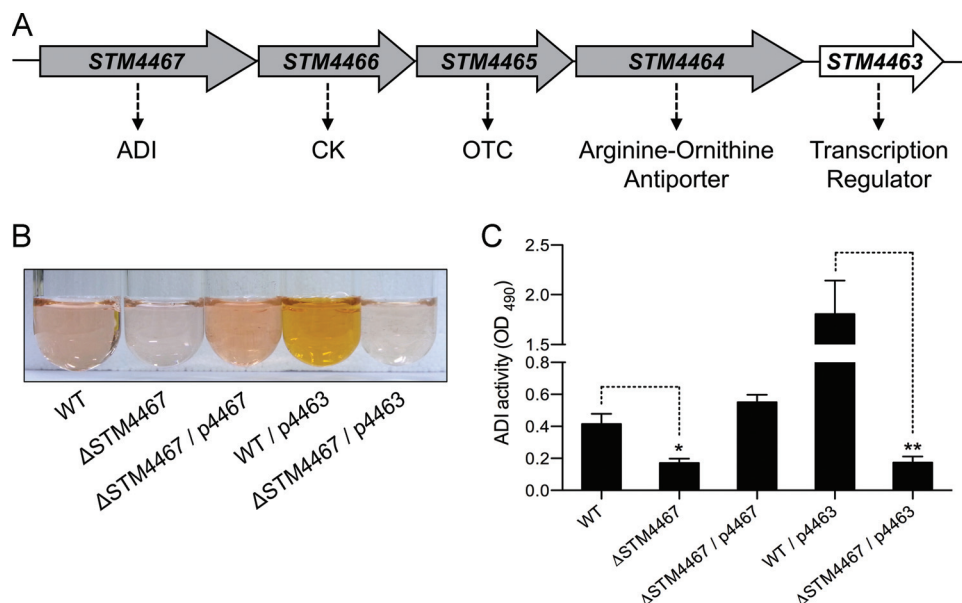 A
STM4467 STM4466 STM4465 STM4464 STM4463
ADI CK OTC Arginine-Ornithine Transcription
Antiporter Regulator
B
WT ΔSTM4467 ΔSTM4467 / p4467 WT / p4463 ΔSTM4467 / p4463
C
ADI activity (OD 490)
2.5
2.0
1.5
0.8
0.6
0.4
0.2
0.0
*
**
WT ΔSTM4467 ΔSTM4467 / p4467 WT / p4463 ΔSTM4467 / p4463